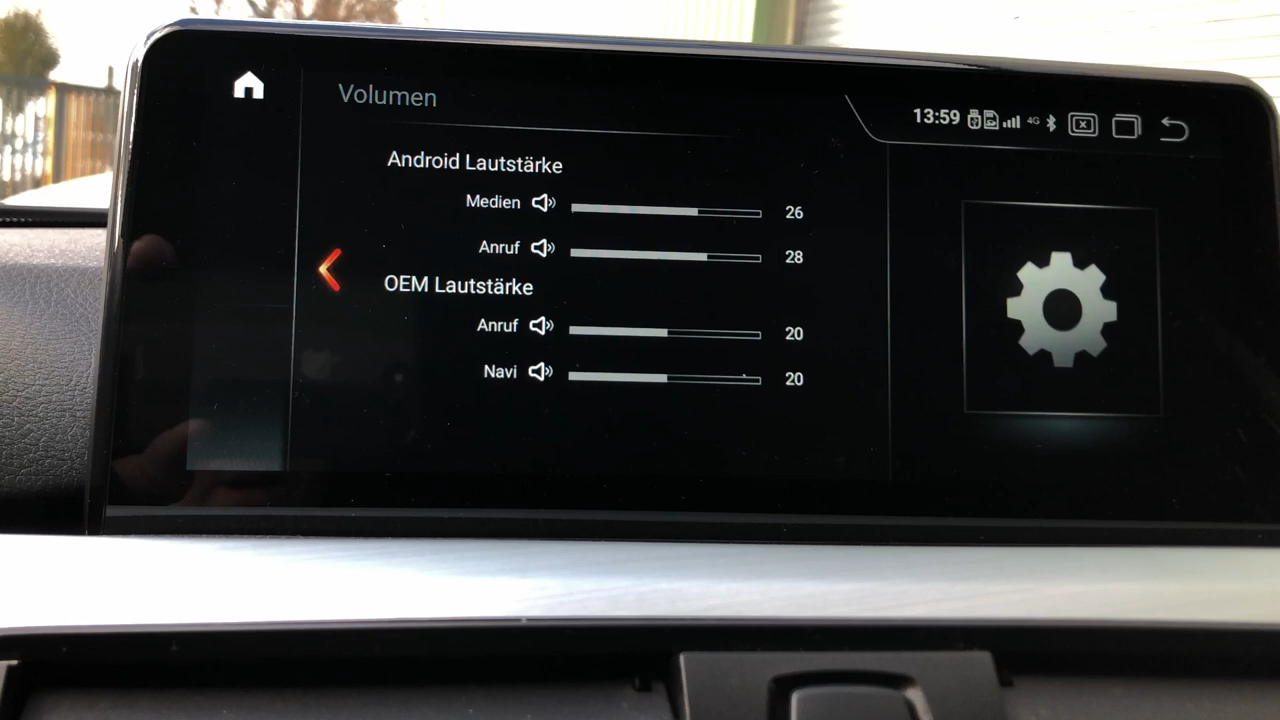 Volumen
13:59 4G
Android Lautstärke
Medien 26
Anruf 28
OEM Lautstärke
Anruf 20
Navi 20